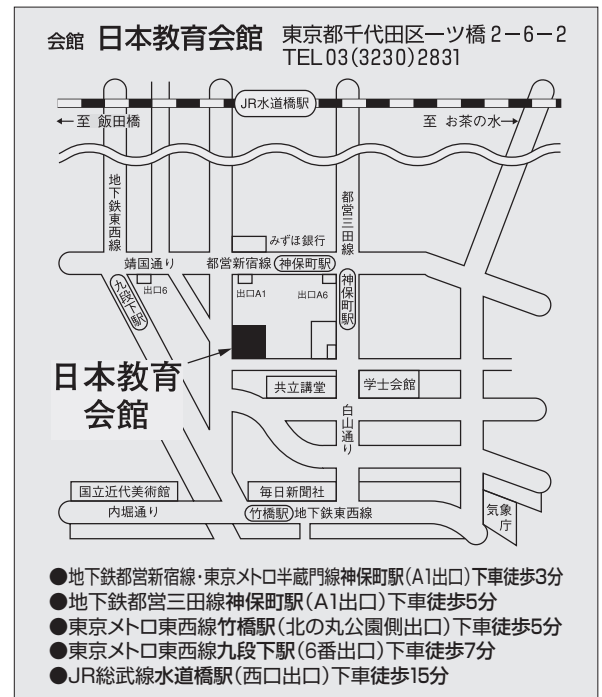 会館 日本教育会館 東京都千代田区一ツ橋2-6-2
TEL03(3230)2831
JR水道橋駅
←至 飯田橋
至 お茶の水→
地下鉄東西線
都営三田線
みずほ銀行
靖国通り
都営新宿線
神保町駅
九段下駅
出口6
出口A1
出口A6
神保町駅
日本教育
会館
共立講堂
学士会館
白山通り
国立近代美術館
毎日新聞社
内堀通り
竹橋駅
地下鉄東西線
気象庁
●地下鉄都営新宿線・東京メトロ半蔵門線神保町駅(A1出口)下車徒歩3分
●地下鉄都営三田線神保町駅(A1出口)下車徒歩5分
●東京メトロ東西線竹橋駅(北の丸公園側出口)下車徒歩5分
●東京メトロ東西線九段下駅(6番出口)下車徒歩7分
●JR総武線水道橋駅(西口出口)下車徒歩15分